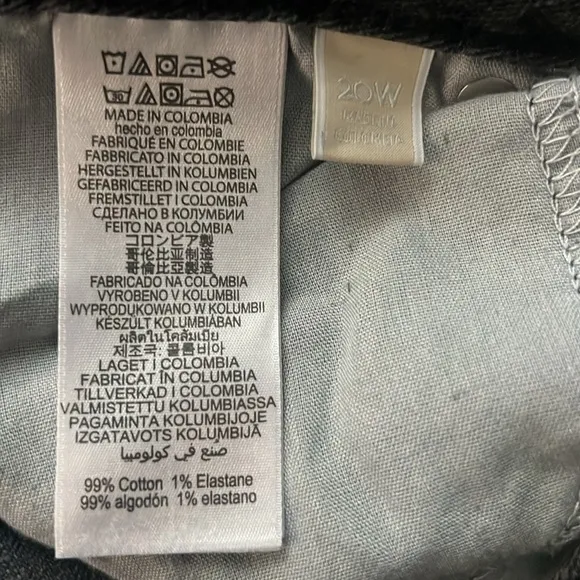 30
MADE IN COLOMBIA
hecho en colombia
FABRIQUÉ EN COLOMBIE
FABBRICATO IN COLOMBIA
HERGESTELLT IN KOLUMBIEN
GEFABRICEERD IN COLOMBIA
FREMSTILLET I COLOMBIA
СДЕЛАНО В КОЛУМБИИ
FEITO NA COLÔMBIA
コロンビア製
哥伦比亚制造
哥倫比亞製造
FABRICADO NA COLÔMBIA
VYROBENO V KOLUMBII
WYPRODUKOWANO W KOLUMBII
KÉSZÜLT KOLUMBIÁBAN
ผลิตในโคลัมเบีย
제조국: 콜롬비아
LAGET I COLOMBIA
FABRICAT ÎN COLUMBIA
TILLVERKAD I COLOMBIA
VALMISTETTU KOLUMBIASSA
PAGAMINTA KOLUMBIJOJE
IZGATAVOTS KOLUMBIJĀ
صنع في كولومبيا
99% Cotton 1% Elastane
99% algodón 1% elastano
20W